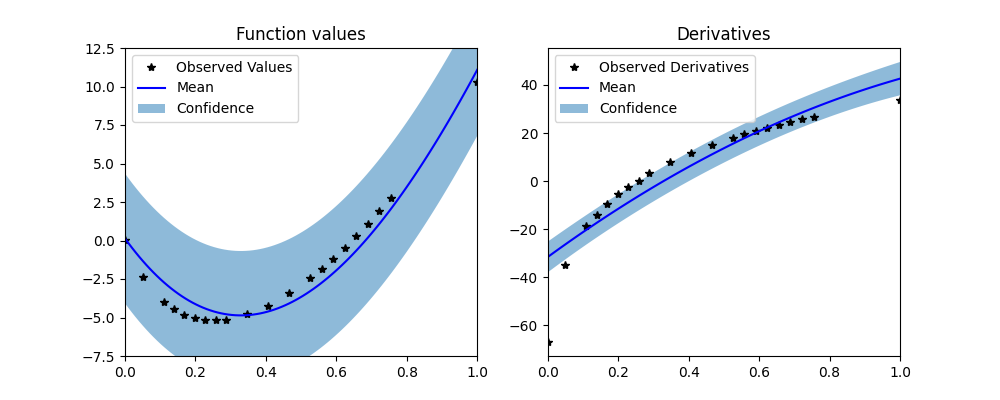 Function values
Observed Values
Mean
Confidence
12.5
10.0
7.5
5.0
2.5
0.0
−2.5
−5.0
−7.5
0.0 0.2 0.4 0.6 0.8 1.0
Derivatives
Observed Derivatives
Mean
Confidence
40
20
0
−20
−40
−60
0.0 0.2 0.4 0.6 0.8 1.0